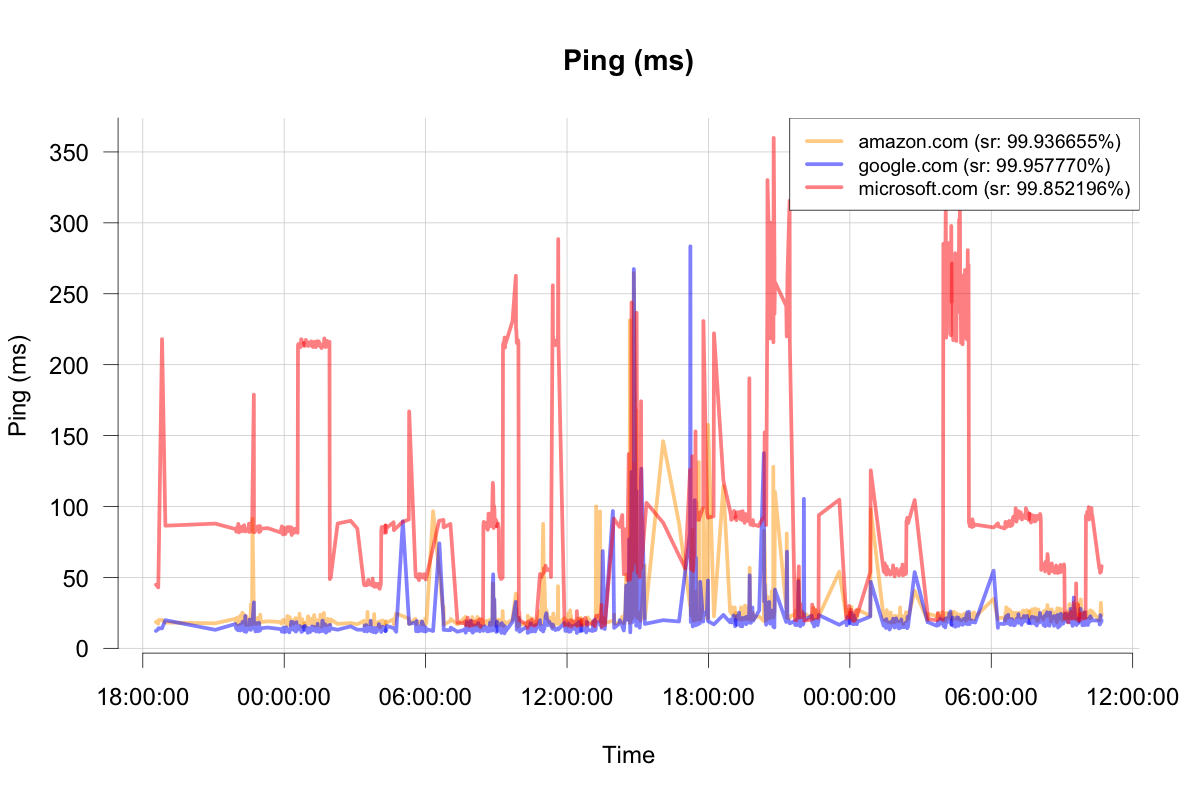 Ping (ms)
amazon.com (sr: 99.936655%)
google.com (sr: 99.957770%)
microsoft.com (sr: 99.852196%)
Ping (ms)
350
300
250
200
150
100
50
0
18:00:00 00:00:00 06:00:00 12:00:00 18:00:00 00:00:00 06:00:00 12:00:00
Time